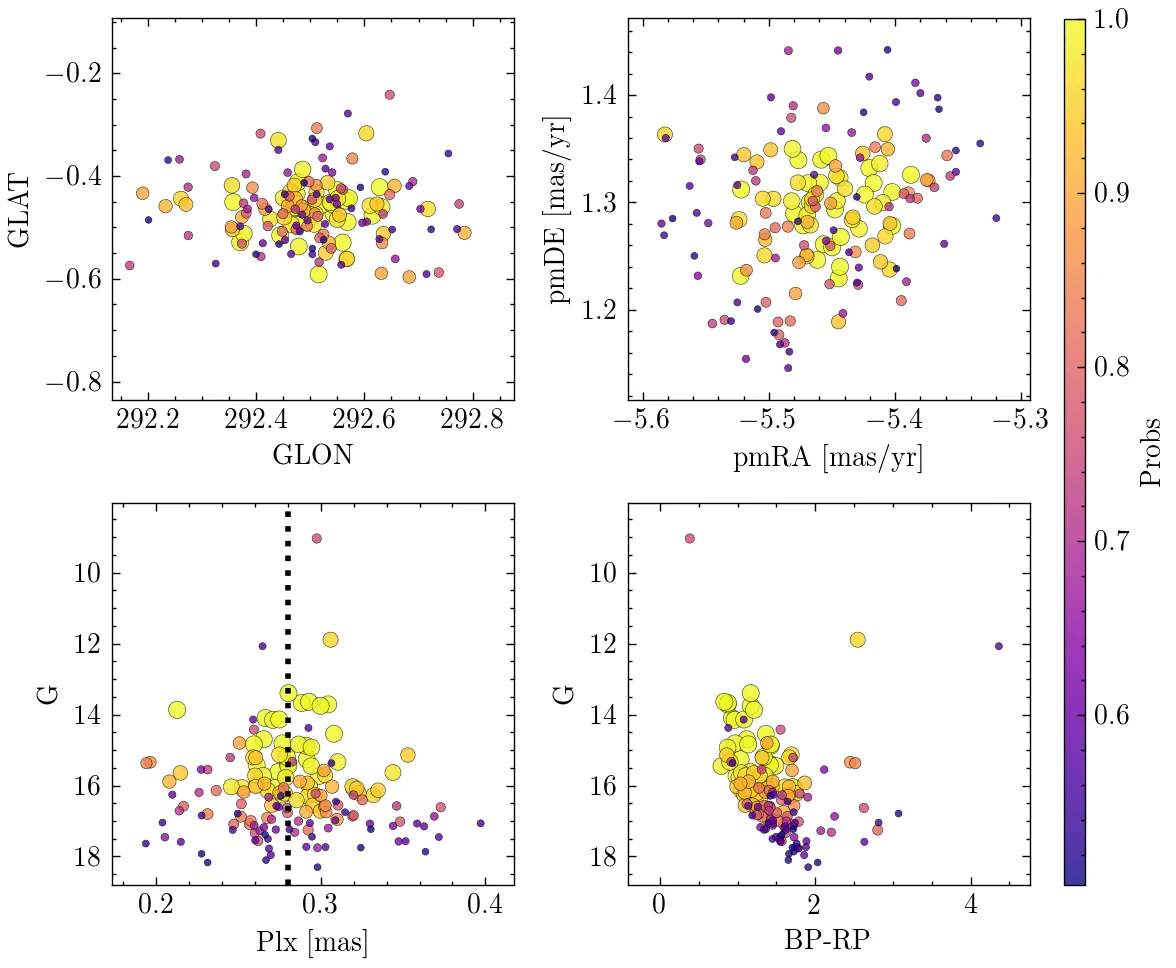 −0.2
−0.4
−0.6
−0.8
GLAT
292.2 292.4 292.6 292.8
GLON
1.4
1.3
1.2
pmDE [mas/yr]
−5.6 −5.5 −5.4 −5.3
pmRA [mas/yr]
10
12
14
16
18
G
0.2 0.3 0.4
Plx [mas]
10
12
14
16
18
G
0 2 4
BP-RP
1.0
0.9
0.8
0.7
0.6
Probs